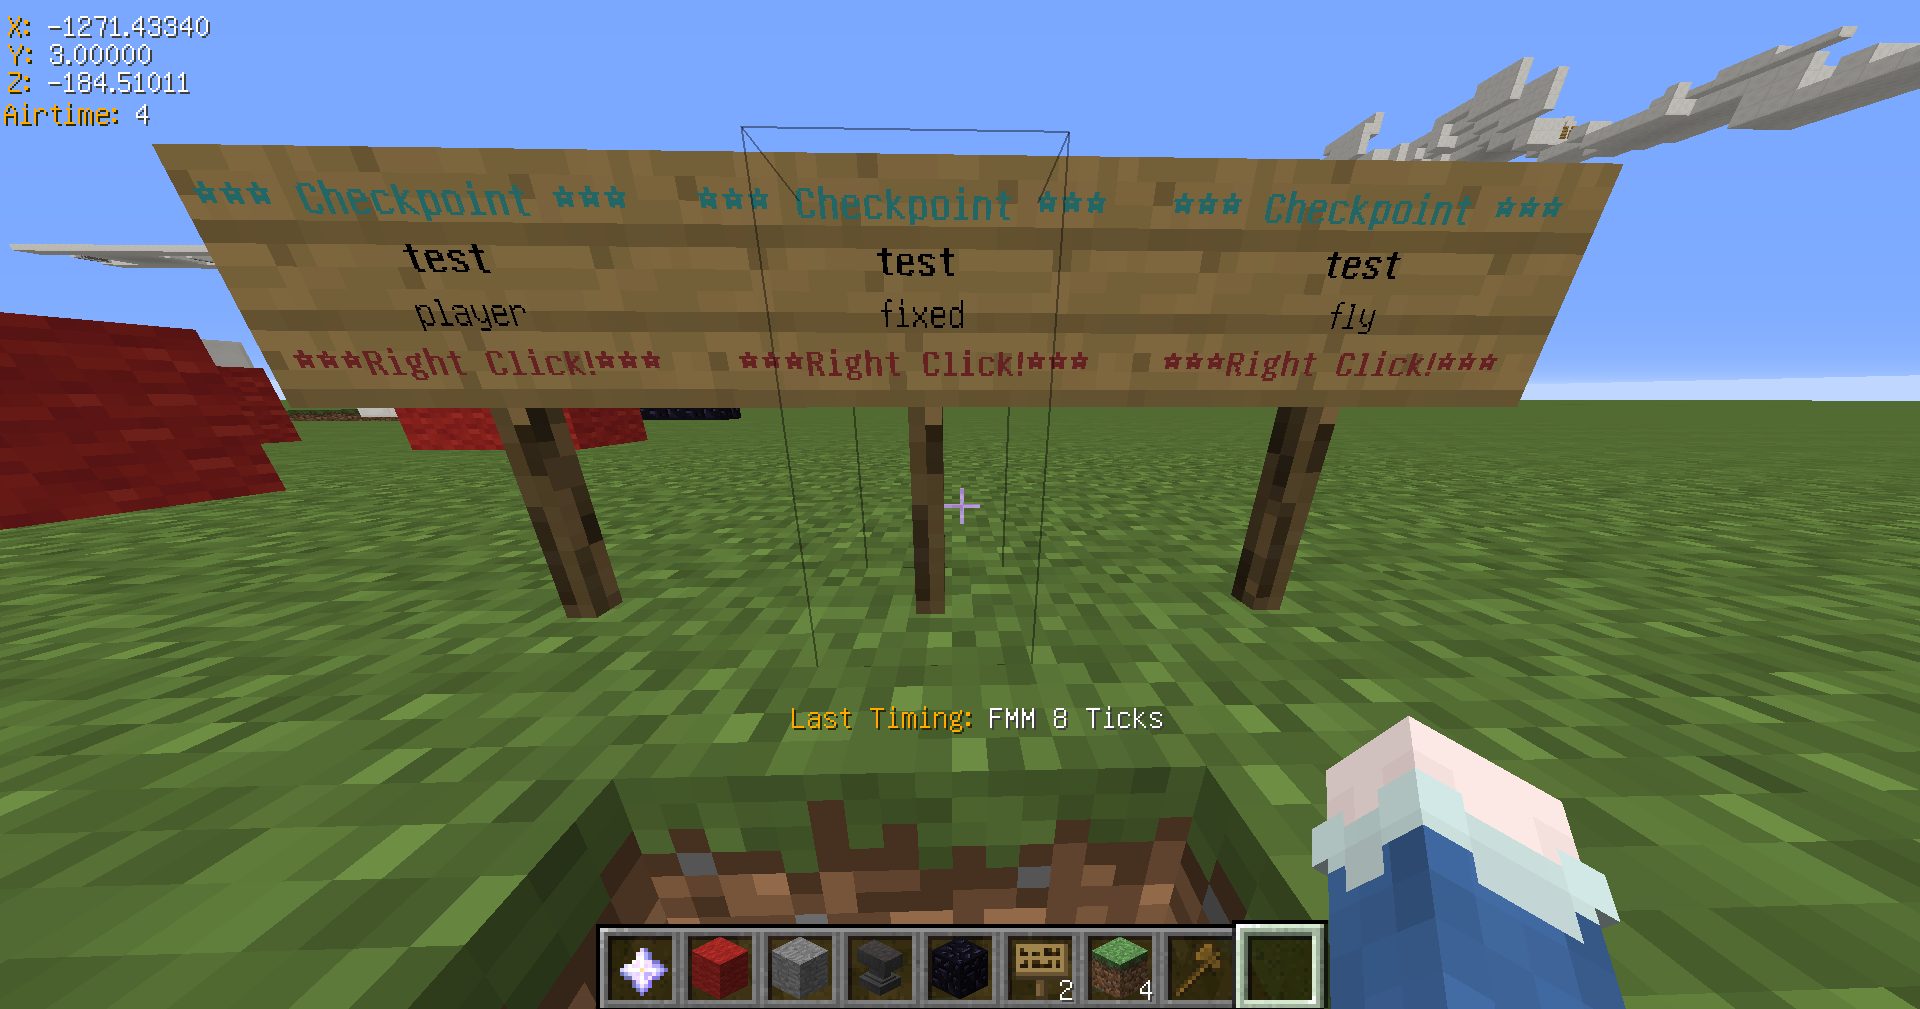 X: -1271.43340
Y: 3.00000
Z: -184.51011
Airtime: 4
*** Checkpoint ***
test
player
***Right Click!***
*** Checkpoint ***
test
fixed
***Right Click!***
*** Checkpoint ***
test
fly
***Right Click!***
Last Timing: FMM 8 Ticks
2
4